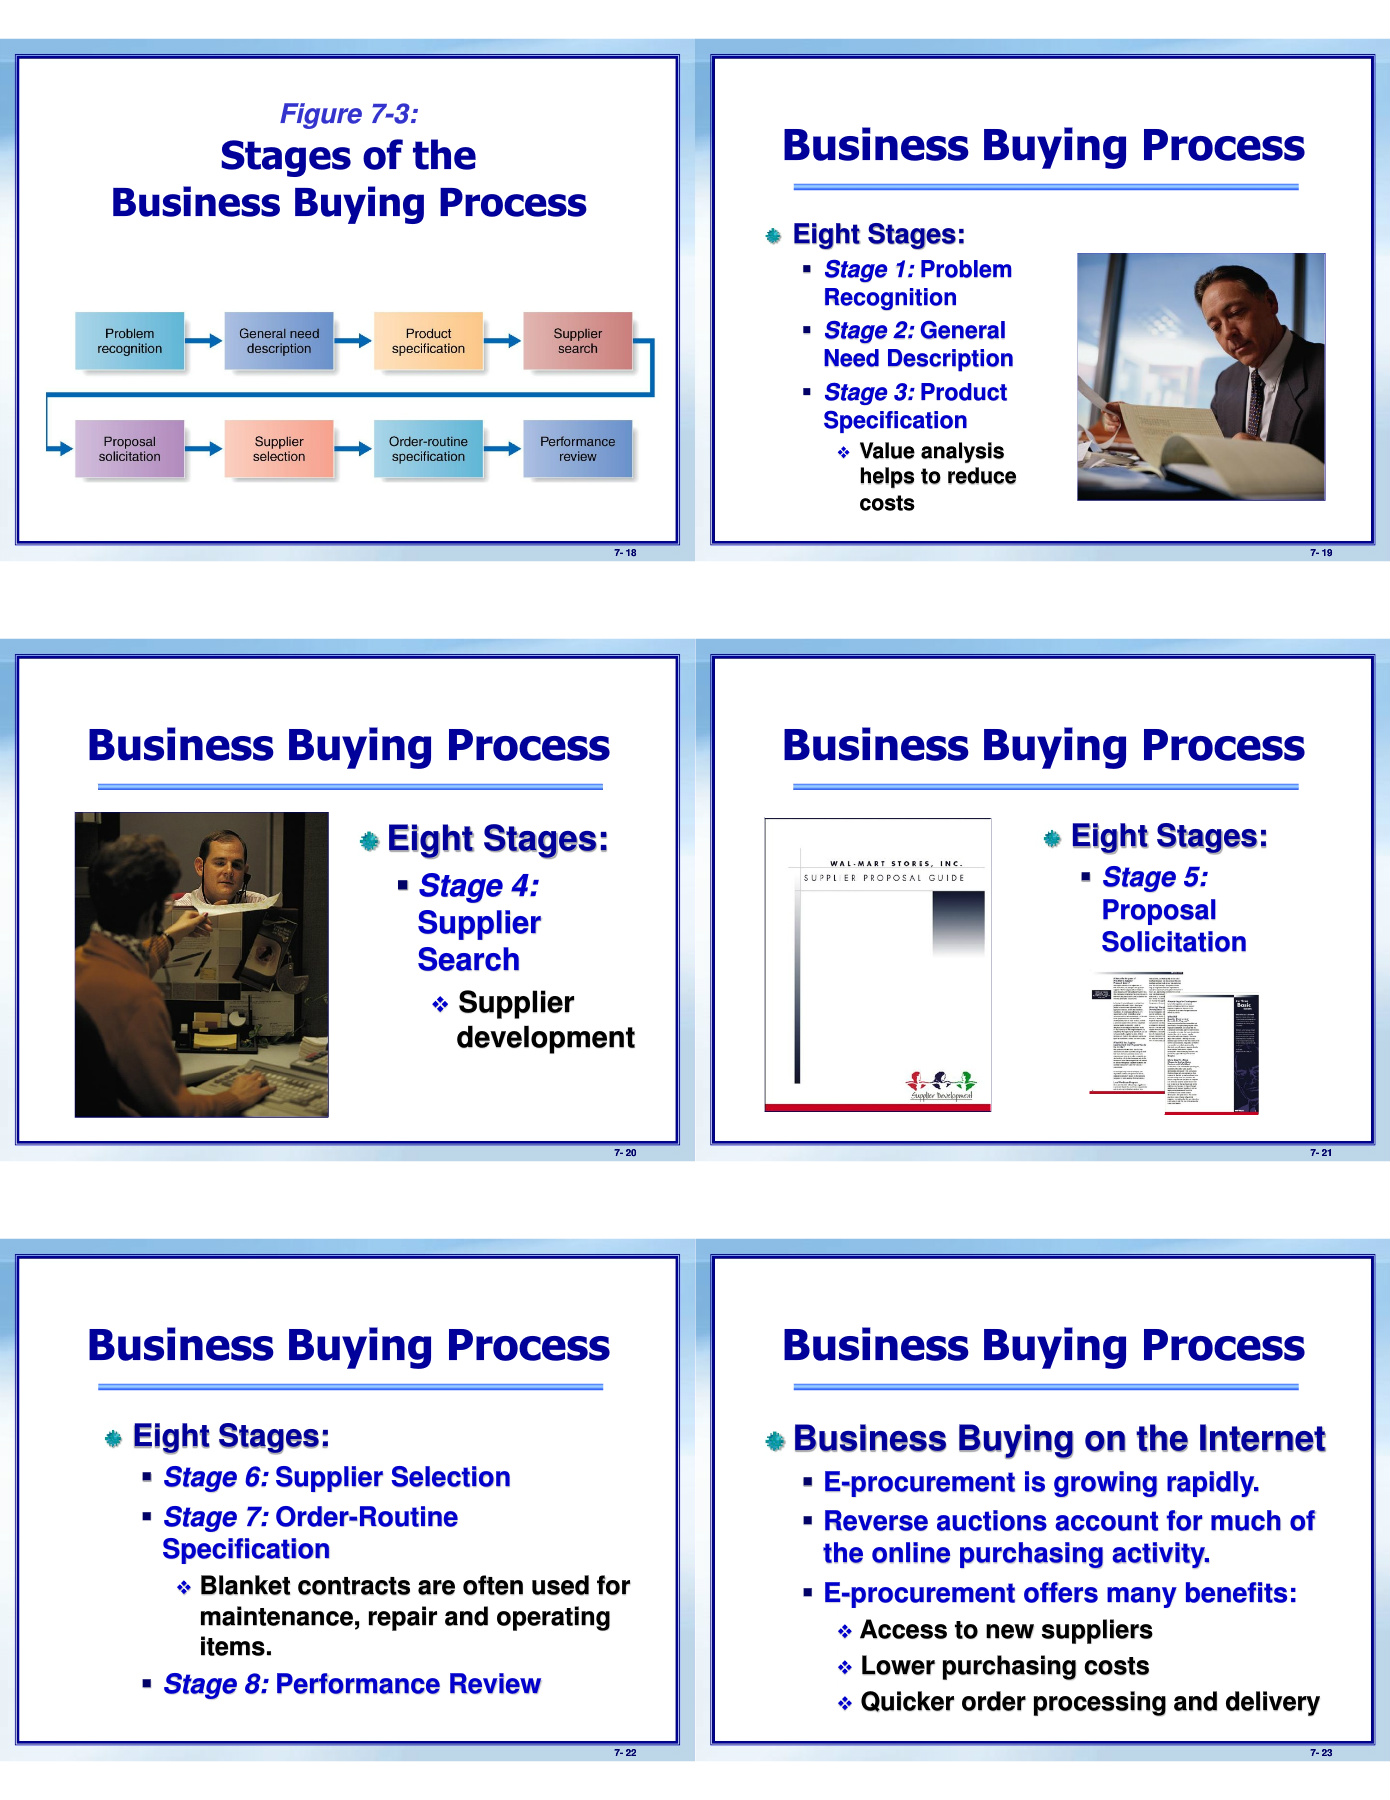 Figure 7-3:
Stages of the
Business Buying Process
Problem
recognition
General need
description
Product
specification
Supplier
search
Proposal
solicitation
Supplier
selection
Order-routine
specification
Performance
review
7- 18
Business Buying Process
Eight Stages:
Stage 1: Problem
Recognition
Stage 2: General
Need Description
Stage 3: Product
Specification
Value analysis
helps to reduce
costs
7- 19
Business Buying Process
Eight Stages:
Stage 4:
Supplier
Search
Supplier
development
7- 20
Business Buying Process
WAL-MART STORES, INC.
SUPPLIER PROPOSAL GUIDE
Supplier Development
Eight Stages:
Stage 5:
Proposal
Solicitation
Basic
7- 21
Business Buying Process
Eight Stages:
Stage 6: Supplier Selection
Stage 7: Order-Routine
Specification
Blanket contracts are often used for
maintenance, repair and operating
items.
Stage 8: Performance Review
7- 22
Business Buying Process
Business Buying on the Internet
E-procurement is growing rapidly.
Reverse auctions account for much of
the online purchasing activity.
E-procurement offers many benefits:
Access to new suppliers
Lower purchasing costs
Quicker order processing and delivery
7- 23